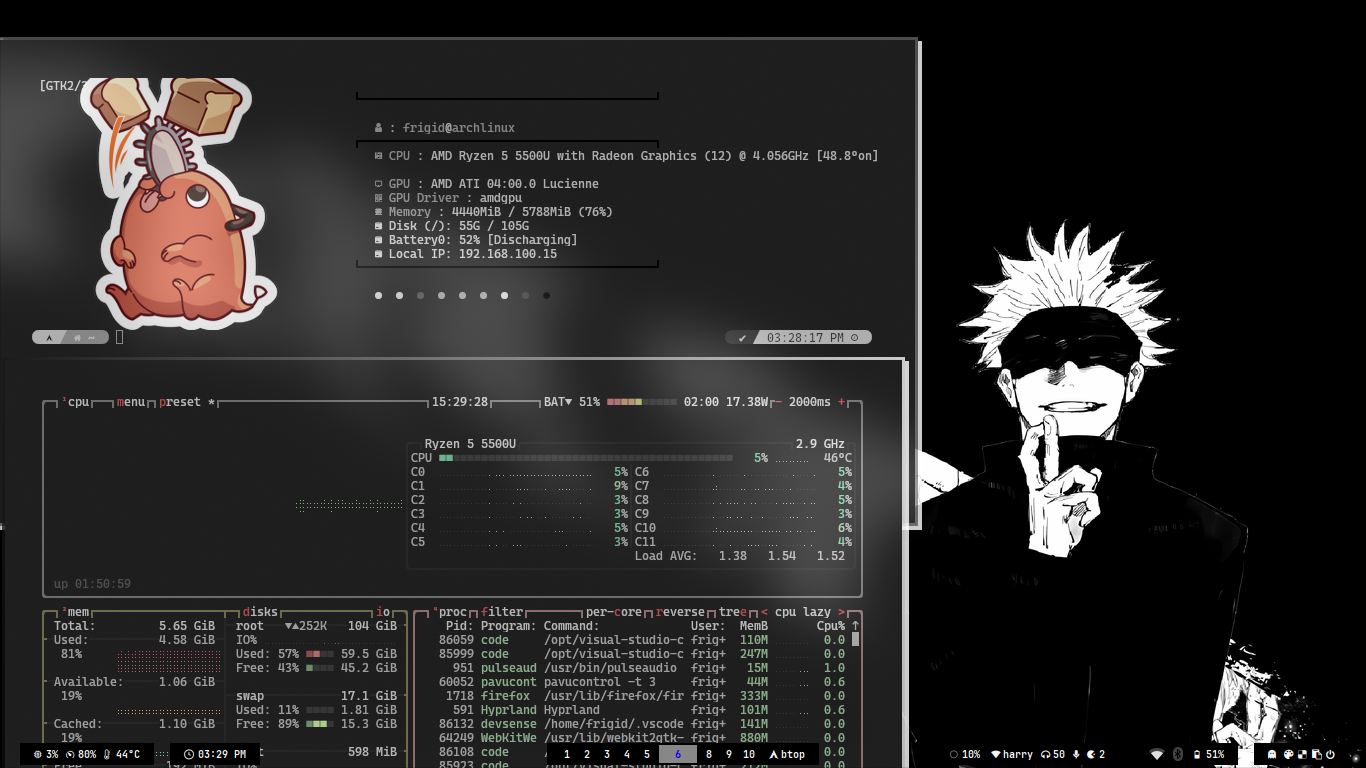 [GTK2/
: frigid@archlinux
CPU : AMD Ryzen 5 5500U with Radeon Graphics (12) @ 4.056GHz [48.8°on]
GPU : AMD ATI 04:00.0 Lucienne
GPU Driver : amdgpu
Memory : 4440MiB / 5788MiB (76%)
Disk (/): 55G / 105G
Battery0: 52% [Discharging]
Local IP: 192.168.100.15
03:28:17 PM
¹cpu menu preset * 15:29:28 BAT▼ 51% 02:00 17.38W - 2000ms +
Ryzen 5 5500U 2.9 GHz
CPU 5% 46°C
C0 5% C6 5%
C1 9% C7 4%
C2 3% C8 5%
C3 3% C9 3%
C4 5% C10 6%
C5 3% C11 4%
Load AVG: 1.38 1.54 1.52
up 01:50:59
²mem disks io
Total: 5.65 GiB
Used: 4.58 GiB
81%
Available: 1.06 GiB
19%
Cached: 1.10 GiB
19%
root ▼▲252K 104 GiB
IO%
Used: 57% 59.5 GiB
Free: 43% 45.2 GiB
swap 17.1 GiB
Used: 11% 1.81 GiB
Free: 89% 15.3 GiB
598 MiB
⁴proc filter per-core reverse tree < cpu lazy >
Pid: Program: Command: User: MemB Cpu% ↑
86059 code /opt/visual-studio-c frig+ 110M 0.0
85999 code /opt/visual-studio-c frig+ 247M 0.0
951 pulseaud /usr/bin/pulseaudio frig+ 15M 1.0
60052 pavucont pavucontrol -t 3 frig+ 44M 0.6
1718 firefox /usr/lib/firefox/fir frig+ 333M 0.0
591 Hyprland Hyprland frig+ 101M 0.6
86132 devsense /home/frigid/.vscode frig+ 141M 0.0
64249 WebKitWe /usr/lib/webkit2gtk- frig+ 880M 0.0
86108 code 0.0
85923 code
3% 80% 44°C 03:29 PM 1 2 3 4 5 6 8 9 10 btop 10% harry 50 2 51%